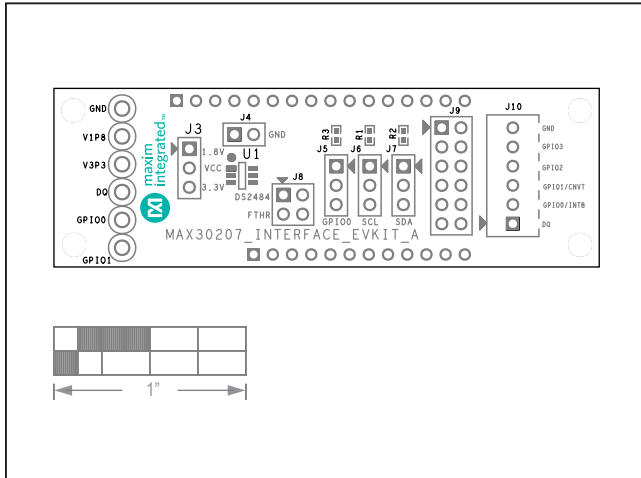 GND
V1P8
V3P3
DQ
GPIO0
GPIO1
maxim
integrated™
J3
1.8V
VCC
3.3V
J4
GND
U1
DS2484
J8
FTHR
R3
R1
R2
J5
J6
J7
GPIO0
SCL
SDA
J9
J10
GND
GPIO3
GPIO2
GPIO1/CNVT
GPIO0/INTB
DQ
MAX30207_INTERFACE_EVKIT_A
1”